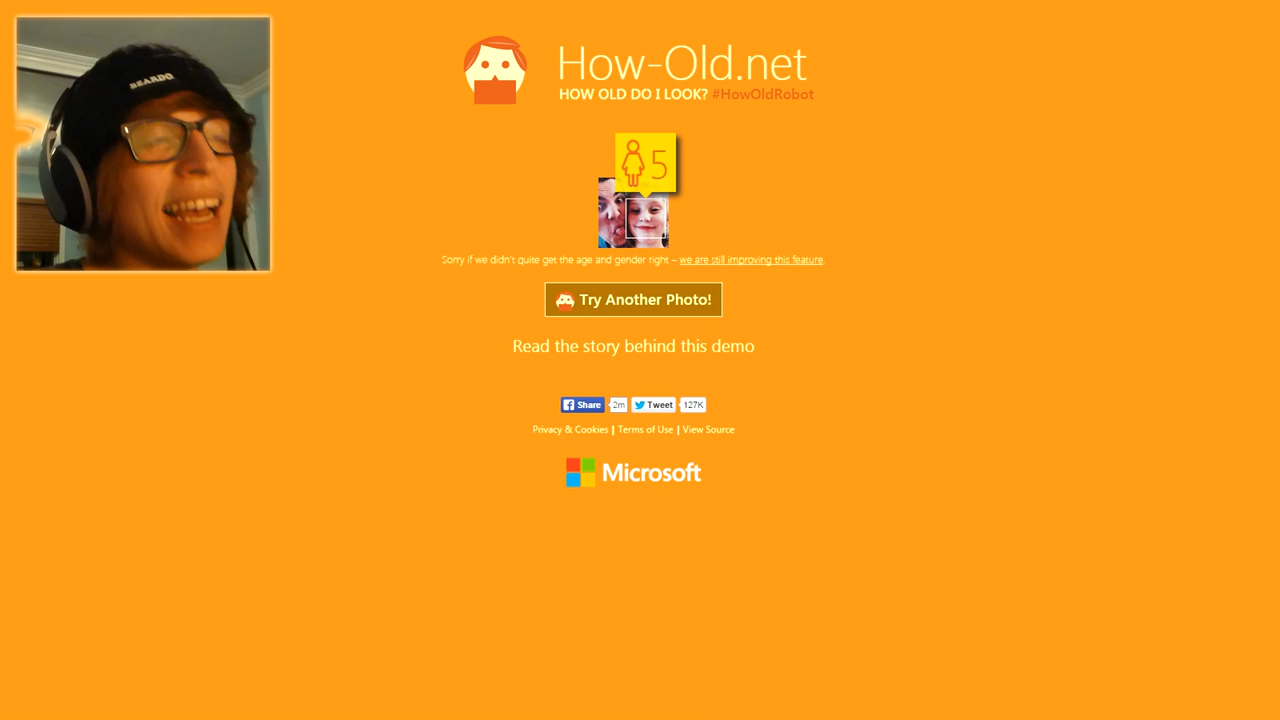 BEARDO
How-Old.net
HOW OLD DO I LOOK? #HowOldRobot
5
Sorry if we didn't quite get the age and gender right – we are still improving this feature.
Try Another Photo!
Read the story behind this demo
Share 2m Tweet 127K
Privacy & Cookies | Terms of Use | View Source
Microsoft